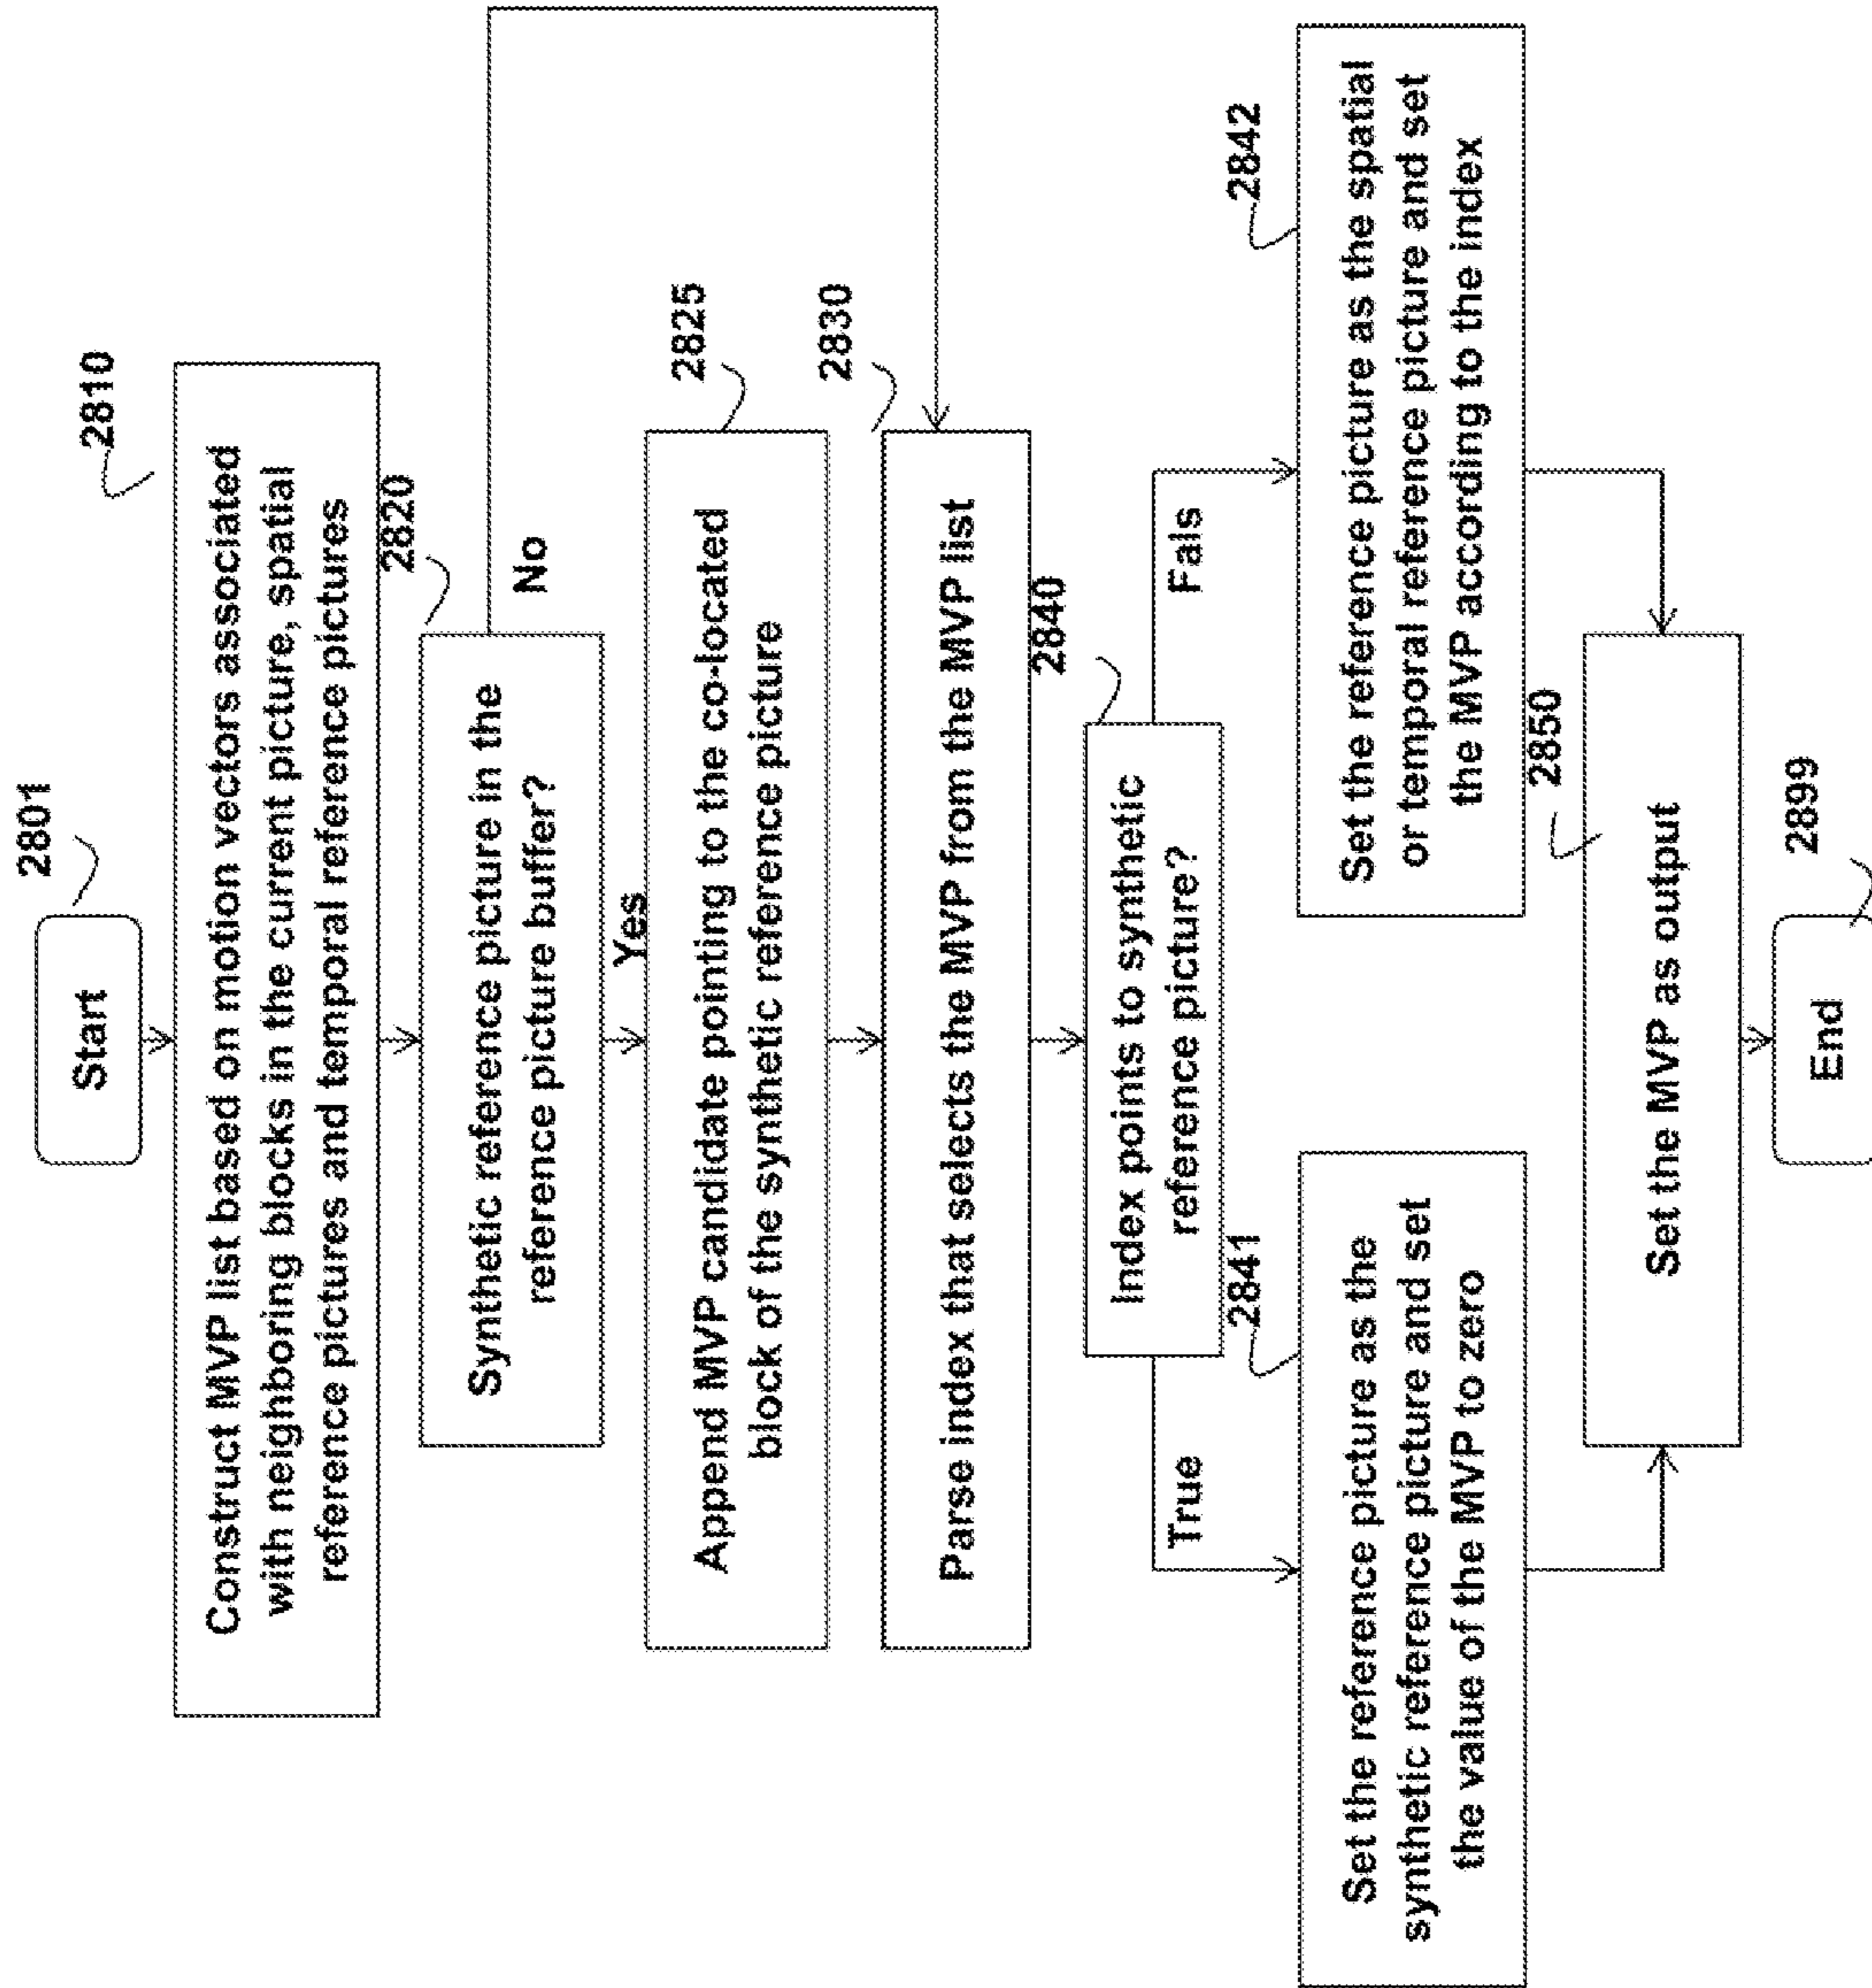 2801
Start
2810
Construct MVP list based on motion vectors associated
with neighboring blocks in the current picture, spatial
reference pictures and temporal reference pictures
2820
Synthetic reference picture in the
reference picture buffer?
No
Yes
2825
Append MVP candidate pointing to the co-located
block of the synthetic reference picture
2830
Parse index that selects the MVP from the MVP list
2840
Index points to synthetic
reference picture?
True
Fals
2841
Set the reference picture as the
synthetic reference picture and set
the value of the MVP to zero
2842
Set the reference picture as the spatial
or temporal reference picture and set
the MVP according to the index
2850
Set the MVP as output
2899
End